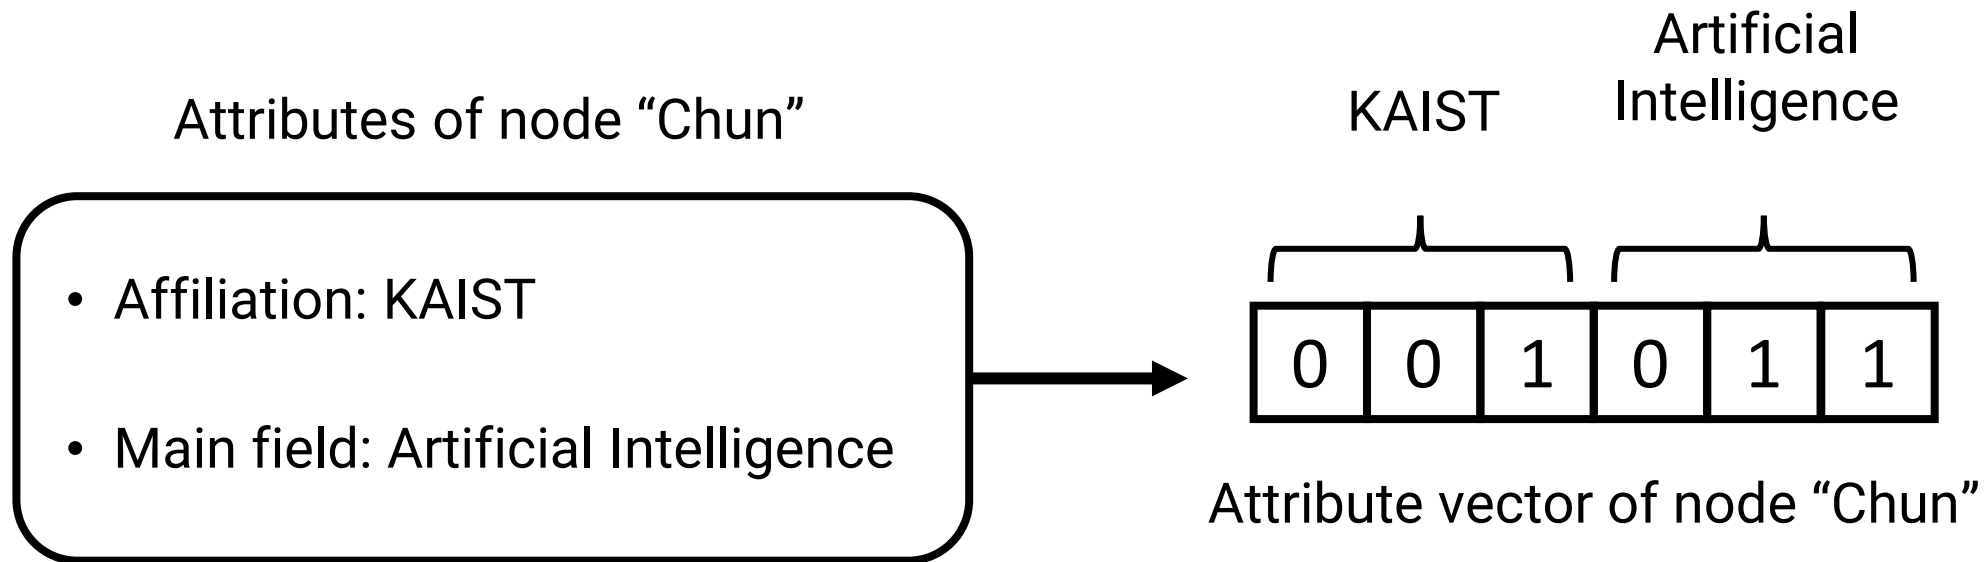 Attributes of node “Chun”
• Affiliation: KAIST
• Main field: Artificial Intelligence
KAIST
Artificial
Intelligence
0 0 1 0 1 1
Attribute vector of node “Chun”